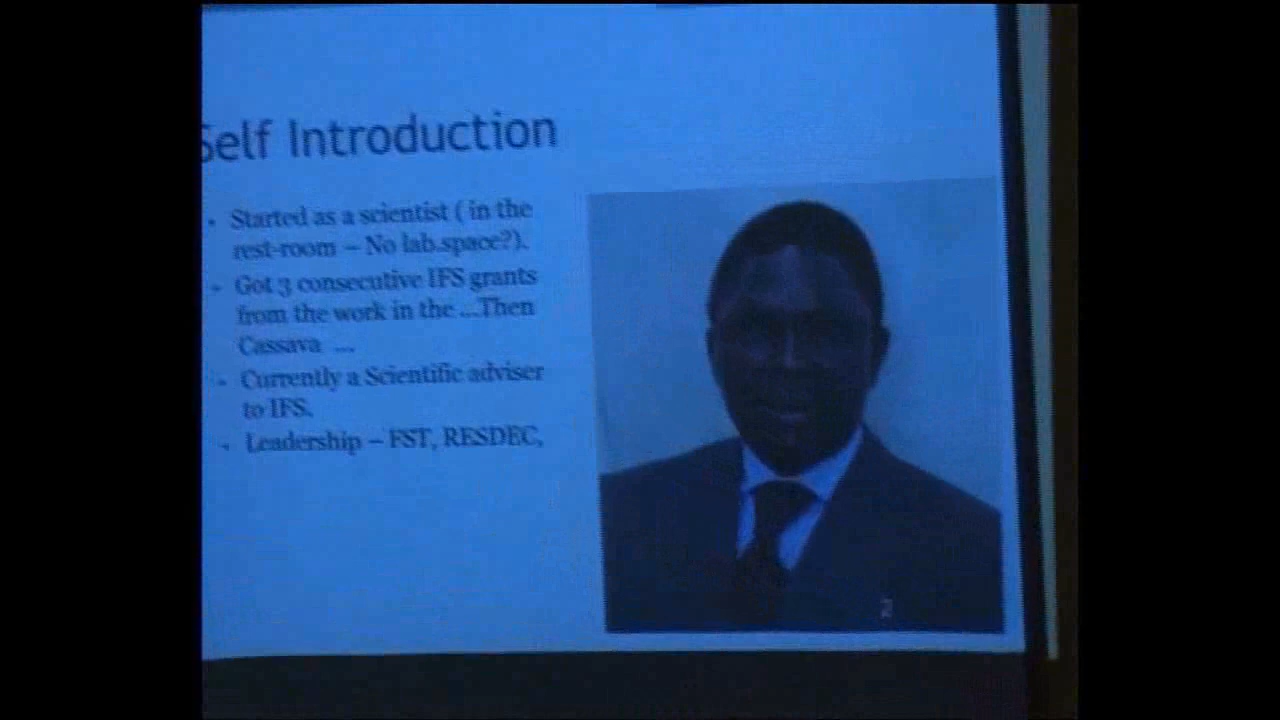 Self Introduction
• Started as a scientist ( in the
rest-room – No lab.space?).
• Got 3 consecutive IFS grants
from the work in the ...Then
Cassava ...
• Currently a Scientific adviser
to IFS.
• Leadership – FST, RESDEC,
2